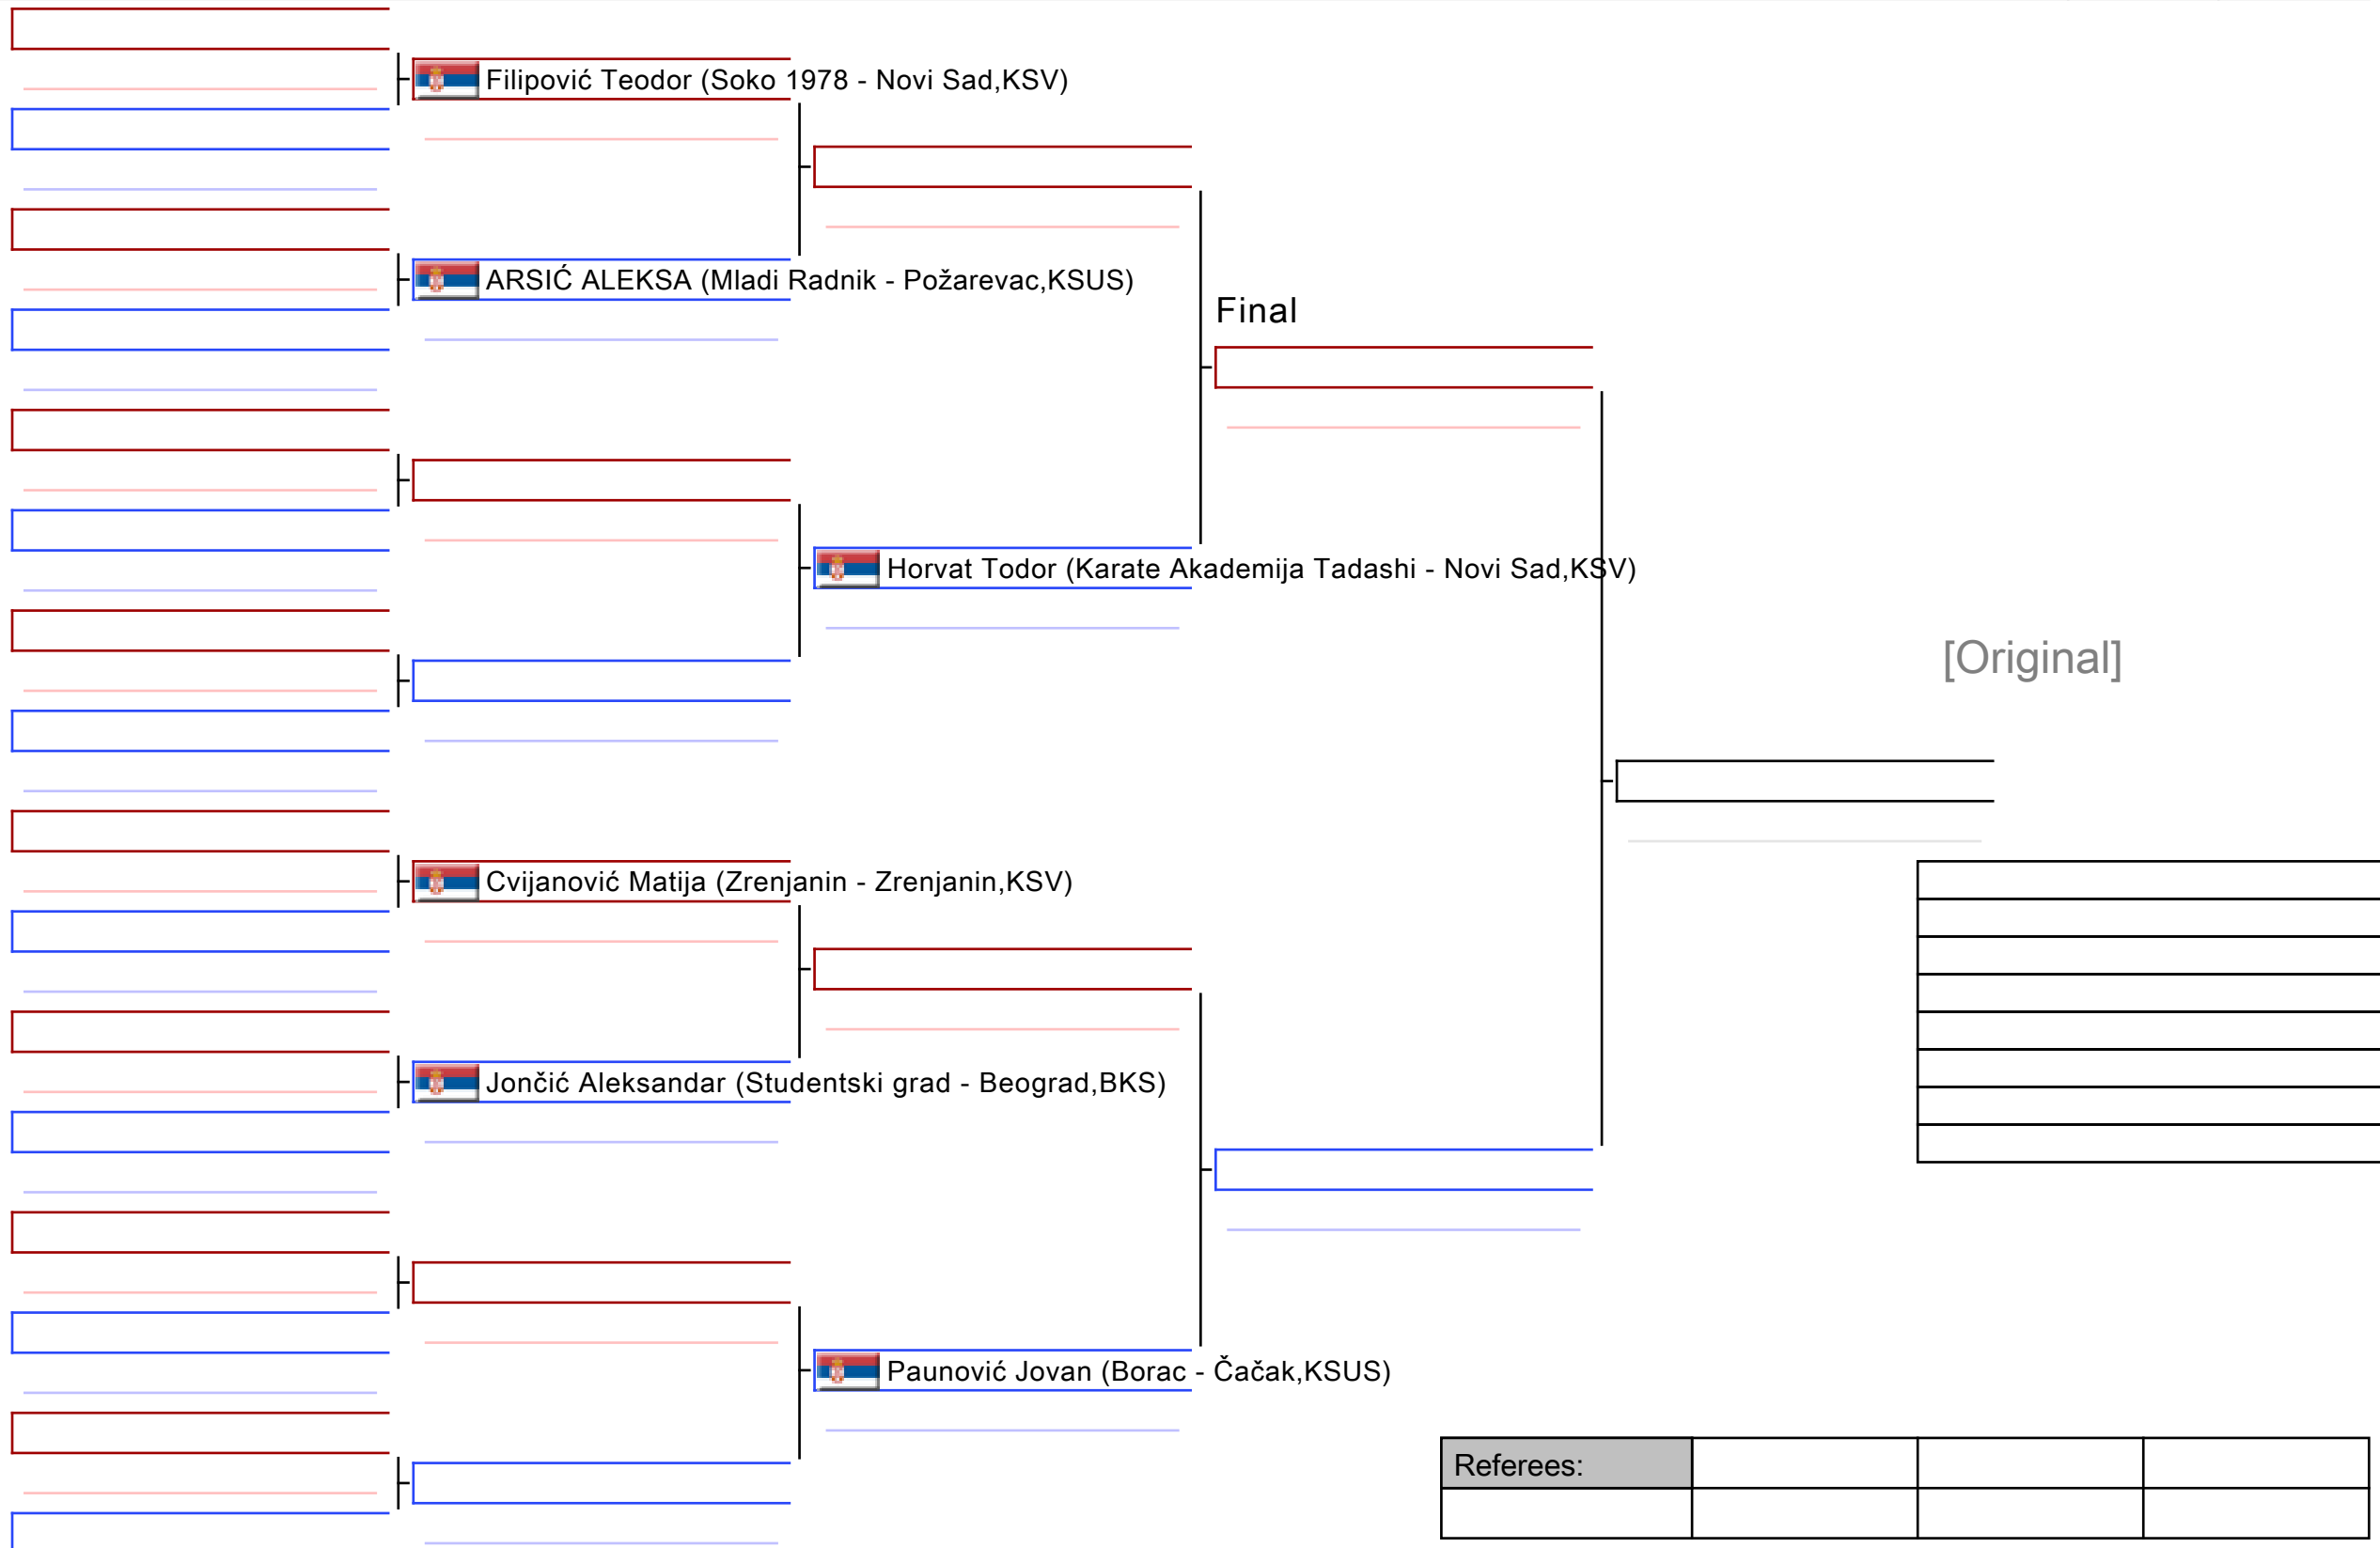 Filipović Teodor (Soko 1978 - Novi Sad,KSV)
ARSIĆ ALEKSA (Mladi Radnik - Požarevac,KSUS)
Final
Horvat Todor (Karate Akademija Tadashi - Novi Sad,KSV)
[Original]
Cvijanović Matija (Zrenjanin - Zrenjanin,KSV)
Jončić Aleksandar (Studentski grad - Beograd,BKS)
Paunović Jovan (Borac - Čačak,KSUS)
Referees: